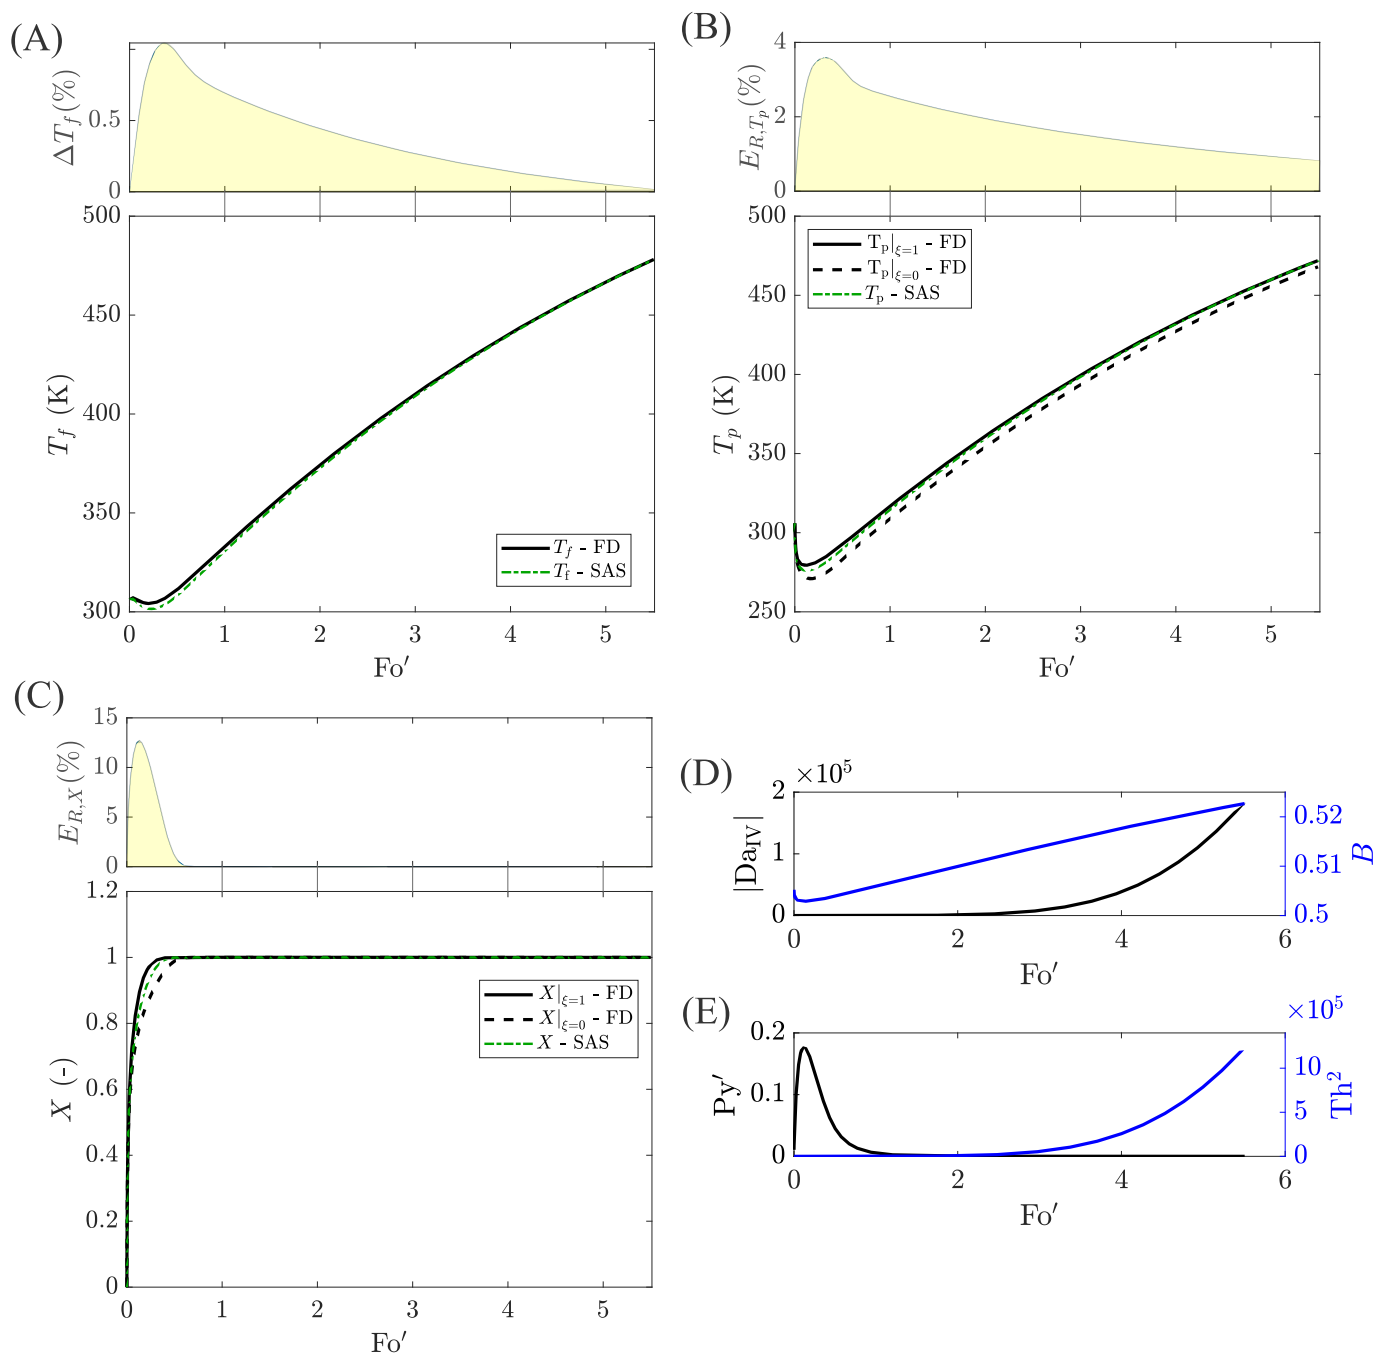 (A)
ΔT_f(%)
0.5
0
500
450
400
350
300
T_f (K)
T_f - FD
T_f - SAS
0 1 2 3 4 5
Fo′
(B)
E_{R,T_p}(%)
4
2
0
500
450
400
350
300
250
T_p (K)
T_p|_{ξ=1} - FD
T_p|_{ξ=0} - FD
T_p - SAS
0 1 2 3 4 5
Fo′
(C)
E_{R,X}(%)
15
10
5
0
1.2
1
0.8
0.6
0.4
0.2
0
X (-)
X|_{ξ=1} - FD
X|_{ξ=0} - FD
X - SAS
0 1 2 3 4 5
Fo′
(D)
×10^5
|Da_{IV}|
2
1
0
0.52
0.51
0.5
B
0 2 4 6
Fo′
(E)
×10^5
Py′
0.2
0.1
0
10
5
0
Th^2
0 2 4 6
Fo′